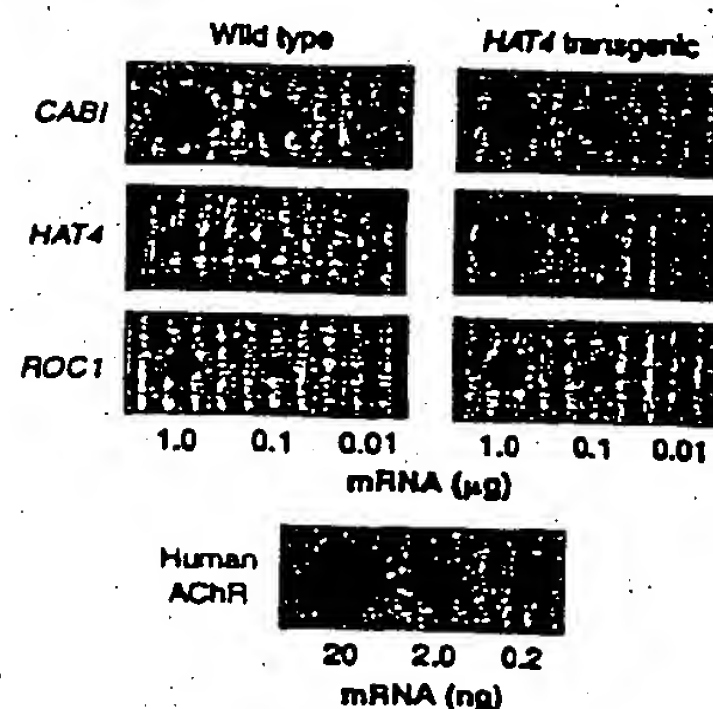 Wild type HAT4 transgenic
CAB1
HAT4
ROC1
1.0 0.1 0.01 1.0 0.1 0.01
mRNA (μg)
Human
AChR
20 2.0 0.2
mRNA (ng)